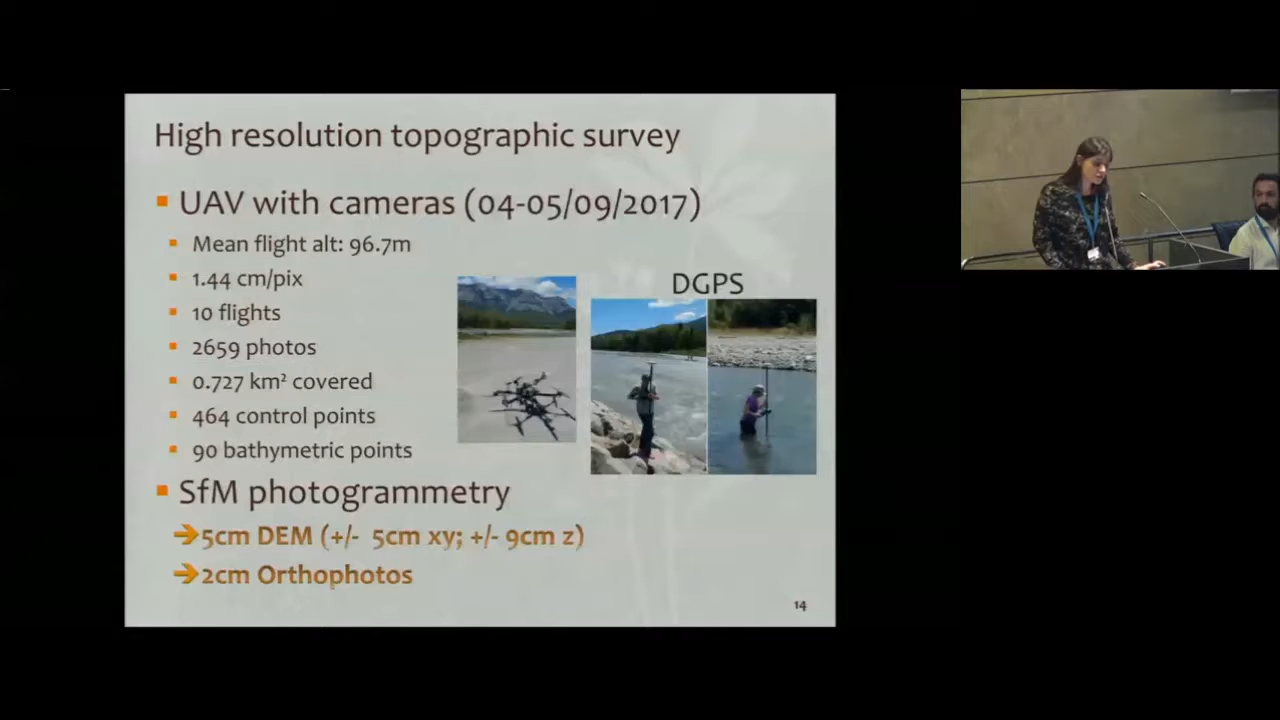 High resolution topographic survey
UAV with cameras (04-05/09/2017)
Mean flight alt: 96.7m
1.44 cm/pix
10 flights
2659 photos
0.727 km² covered
464 control points
90 bathymetric points
DGPS
SfM photogrammetry
→5cm DEM (+/- 5cm xy; +/- 9cm z)
→2cm Orthophotos
14